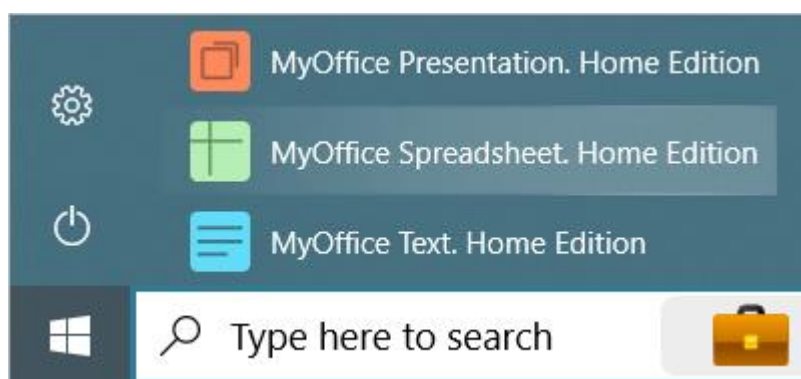 MyOffice Presentation. Home Edition
MyOffice Spreadsheet. Home Edition
MyOffice Text. Home Edition
Type here to search